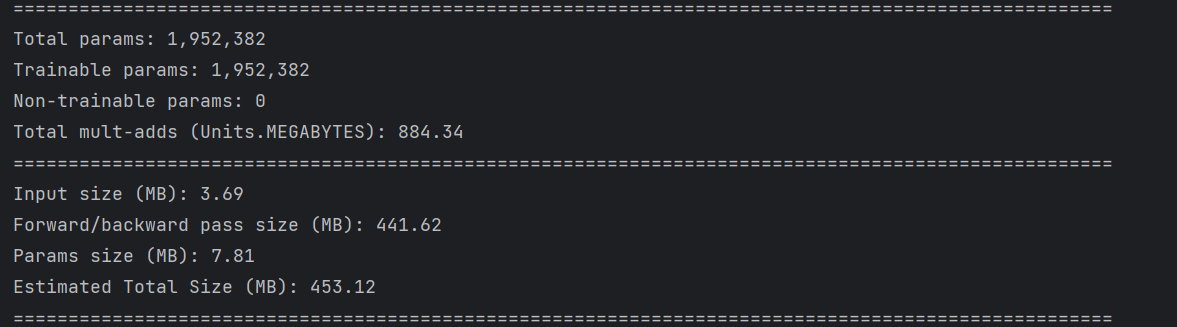 ====================================================================================================
Total params: 1,952,382
Trainable params: 1,952,382
Non-trainable params: 0
Total mult-adds (Units.MEGABYTES): 884.34
====================================================================================================
Input size (MB): 3.69
Forward/backward pass size (MB): 441.62
Params size (MB): 7.81
Estimated Total Size (MB): 453.12
====================================================================================================